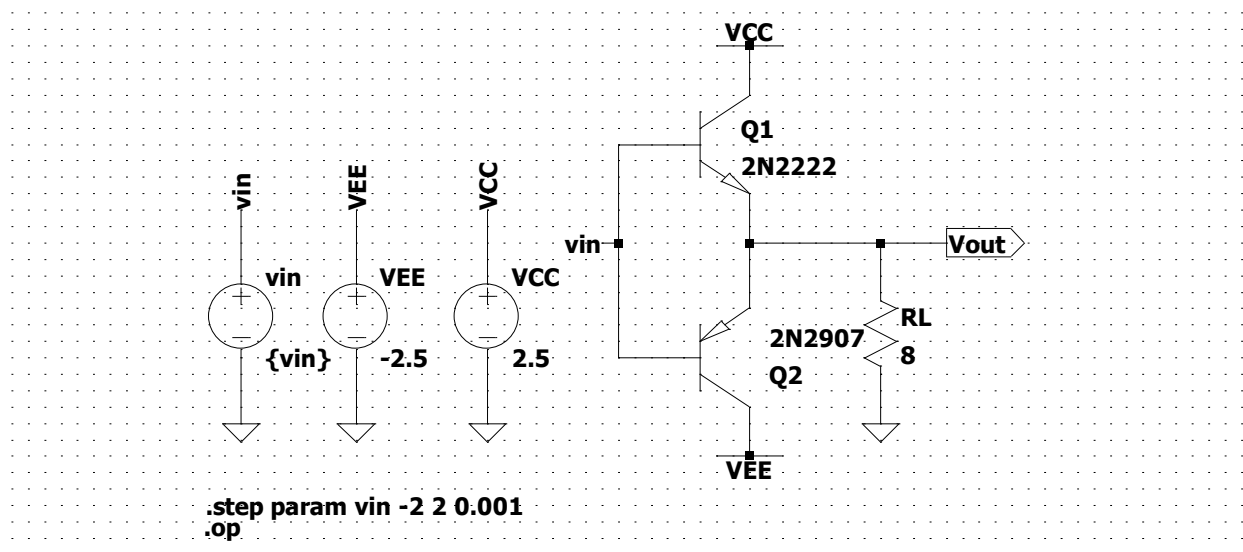 VCC
Q1
2N2222
vin
VEE
VCC
vin
Vout
vin
VEE
VCC
{vin}
-2.5
2.5
2N2907
Q2
RL
8
VEE
.step param vin -2 2 0.001
.op